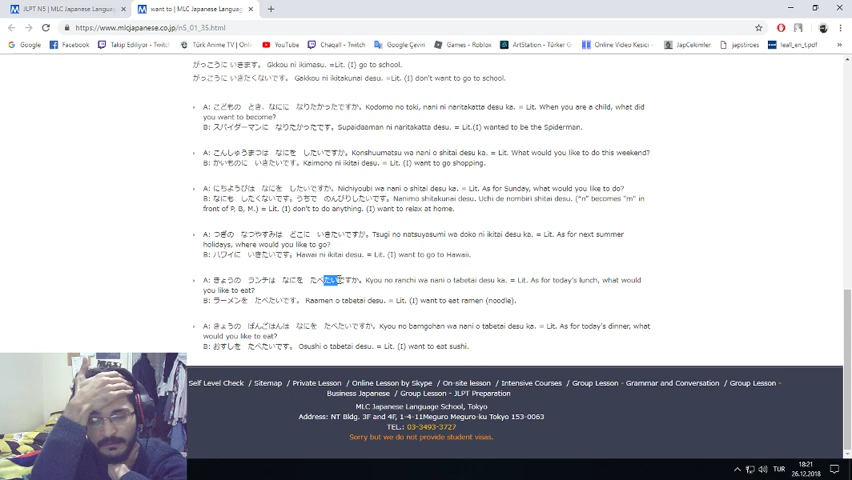 JLPT N5 | MLC Japanese Languag
want to | MLC Japanese Languag
https://www.mlcjapanese.co.jp/n5_01_35.html
Google Facebook Takip Ediliyor - Twitch Türk Anime TV | Onli YouTube Chaqall - Twitch Google Çeviri Games - Roblox ArtStation - Türker G Online Video Kesici - JapÇekimler japstroes leall_e_t.pdf
がっこうに いきます。 Gkkou ni ikimasu. =Lit. (I) go to school.
がっこうに いきたくないです。 Gakkou ni ikitakunai desu. =Lit. (I) don't want to go to school.
A: こどもの とき、なにに なりたかったですか。 Kodomo no toki, nani ni naritakatta desu ka. = Lit. When you are a child, what did
you want to become?
B: スパイダーマンに なりたかったです。 Supaidaaman ni naritakatta desu. = Lit. (I) wanted to be the Spiderman.
A: こんしゅうまつは なにを したいですか。 Konshuumatsu wa nani o shitai desu ka. = Lit. What would you like to do this weekend?
B: かいものに いきたいです。 Kaimono ni ikitai desu. = Lit. (I) want to go shopping.
A: にちようびは なにを したいですか。 Nichiyoubi wa nani o shitai desu ka. = Lit. As for Sunday, what would you like to do?
B: なにも したくないです。うちで のんびりしたいです。 Nanimo shitakunai desu. Uchi de nombiri shitai desu. ("n" becomes "m" in
front of P, B, M.) = Lit. (I) don't to do anything. (I) want to relax at home.
A: つぎの なつやすみは どこに いきたいですか。 Tsugi no natsuyasumi wa doko ni ikitai desu ka. = Lit. As for next summer
holidays, where would you like to go?
B: ハワイに いきたいです。 Hawai ni ikitai desu. = Lit. (I) want to go to Hawaii.
A: きょうの ランチは なにを たべたいですか。 Kyou no ranchi wa nani o tabetai desu ka. = Lit. As for today's lunch, what would
you like to eat?
B: ラーメンを たべたいです。 Raamen o tabetai desu. = Lit. (I) want to eat ramen (noodle).
A: きょうの ばんごはんは なにを たべたいですか。 Kyou no bamgohan wa nani o tabetai desu ka. = Lit. As for today's dinner, what
would you like to eat?
B: おすしを たべたいです。 Osushi o tabetai desu. = Lit. (I) want to eat sushi.
Self Level Check / Sitemap / Private Lesson / Online Lesson by Skype / On-site lesson / Intensive Courses / Group Lesson - Grammar and Conversation / Group Lesson -
Business Japanese / Group Lesson - JLPT Preparation
MLC Japanese Language School, Tokyo
Address: NT Bldg. 3F and 4F, 1-4-11Meguro Meguro-ku Tokyo 153-0063
TEL.: 03-3493-3727
Sorry but we do not provide student visas.
TUR
18:21
26.12.2018